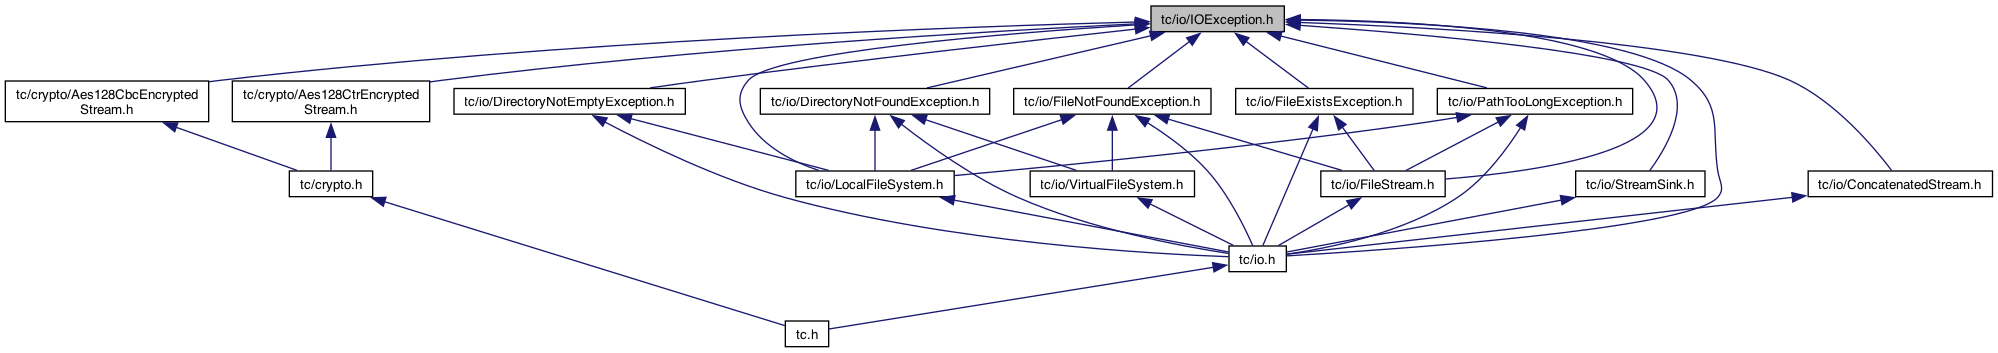 tc/io/IOException.h
tc/crypto/Aes128CbcEncrypted
Stream.h
tc/crypto/Aes128CtrEncrypted
Stream.h
tc/io/DirectoryNotEmptyException.h
tc/io/DirectoryNotFoundException.h
tc/io/FileNotFoundException.h
tc/io/FileExistsException.h
tc/io/PathTooLongException.h
tc/crypto.h
tc/io/LocalFileSystem.h
tc/io/VirtualFileSystem.h
tc/io/FileStream.h
tc/io/StreamSink.h
tc/io/ConcatenatedStream.h
tc/io.h
tc.h